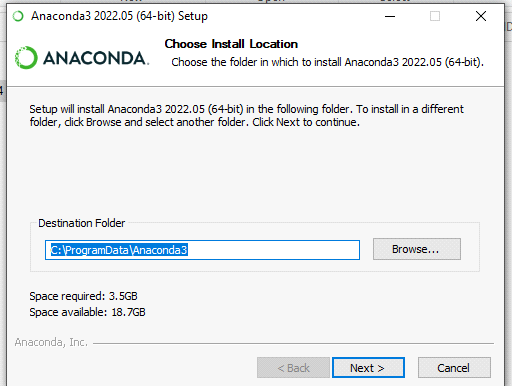 Anaconda3 2022.05 (64-bit) Setup
ANACONDA.
Choose Install Location
Choose the folder in which to install Anaconda3 2022.05 (64-bit).
Setup will install Anaconda3 2022.05 (64-bit) in the following folder. To install in a different
folder, click Browse and select another folder. Click Next to continue.
Destination Folder
C:\ProgramData\Anaconda3
Browse...
Space required: 3.5GB
Space available: 18.7GB
Anaconda, Inc.
< Back
Next >
Cancel